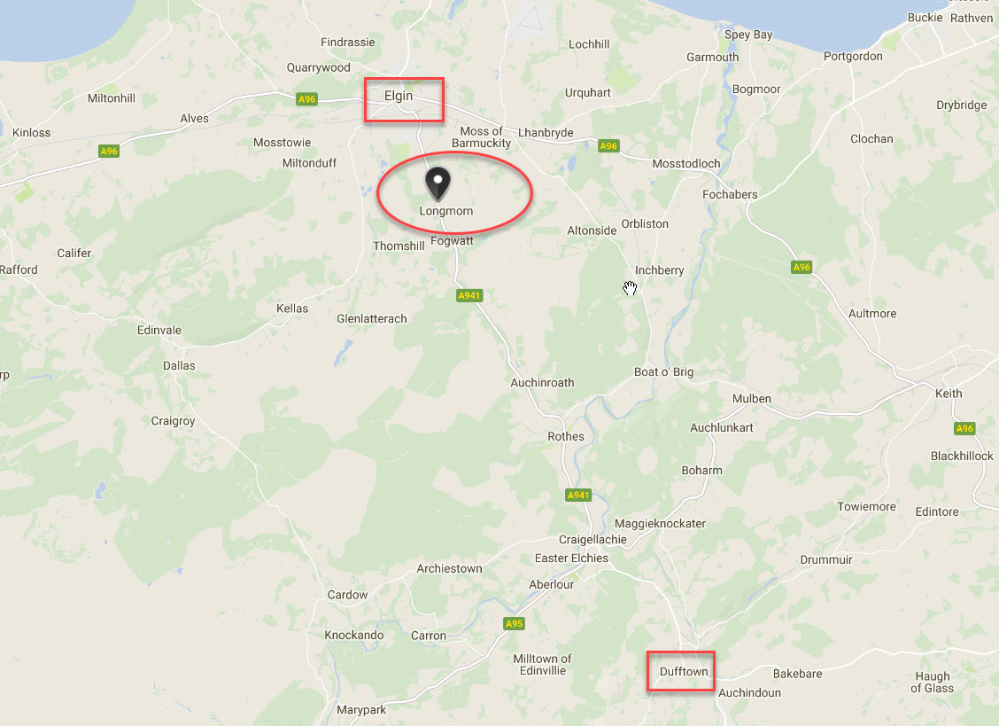 Buckie
Rathven
Spey Bay
Findrassie
Lochhill
Garmouth
Portgordon
Quarrywood
Miltonhill
Elgin
Urquhart
Bogmoor
A96
Drybridge
Alves
Kinloss
Mosstowie
Moss of
Barmuckity
Lhanbryde
A96
Clochan
A96
Miltonduff
Mosstodloch
Fochabers
Longmorn
Orbliston
Altonside
Thomshill
Fogwatt
Califer
Rafford
Inchberry
A96
A941
Kellas
Glenlatterach
Aultmore
Edinvale
Dallas
Boat o' Brig
rp
Auchinroath
Keith
Mulben
Craigroy
Auchlunkart
A96
Rothes
Blackhillock
Boharm
A941
Towiemore
Edintore
Maggieknockater
Craigellachie
Easter Elchies
Drummuir
Archiestown
Aberlour
Cardow
A95
Knockando
Carron
Milltown of
Edinvillie
Dufftown
Bakebare
Haugh
of Glass
Auchindoun
Marypark